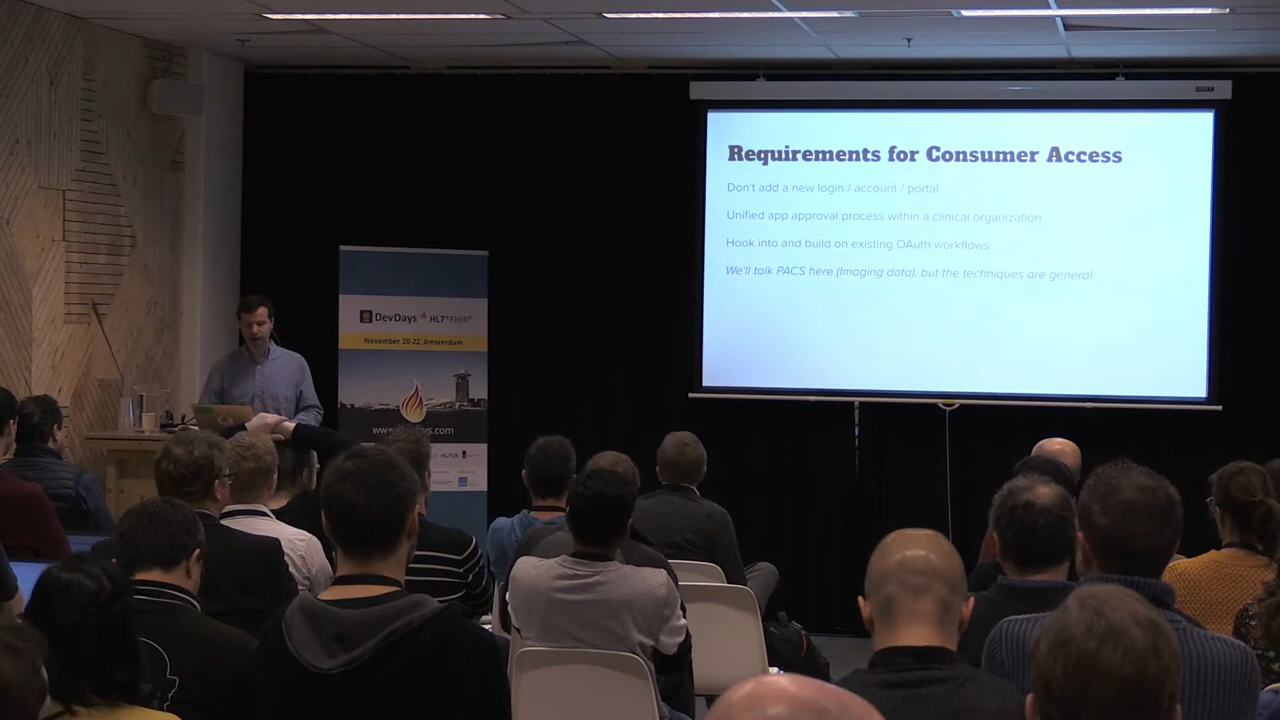 Requirements for Consumer Access
Don't add a new login / account / portal
Unified app approval process within a clinical organization
Hook into and build on existing OAuth workflows
We'll talk PACS here (Imaging data), but the techniques are general
DevDays HL7® FHIR®
November 20-22, Amsterdam